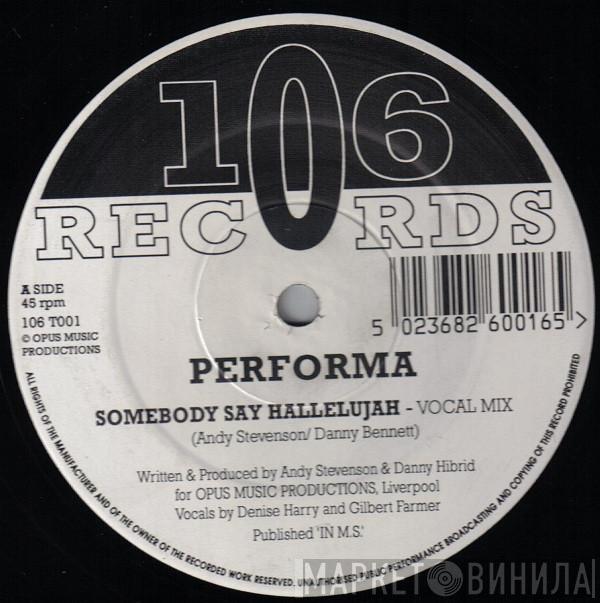 106
RECORDS
A SIDE
45 rpm
106 T001
© OPUS MUSIC
PRODUCTIONS
5 023682 600165 >
PERFORMA
SOMEBODY SAY HALLELUJAH - VOCAL MIX
(Andy Stevenson/ Danny Bennett)
Written & Produced by Andy Stevenson & Danny Hibrid
for OPUS MUSIC PRODUCTIONS, Liverpool
Vocals by Denise Harry and Gilbert Farmer
Published 'IN M.S.'
ALL RIGHTS OF THE MANUFACTURER AND OF THE OWNER OF THE RECORDED WORK RESERVED. UNAUTHORISED PUBLIC PERFORMANCE BROADCASTING AND COPYING OF THIS RECORD PROHIBITED
МАРКЕТ ВИНИЛА